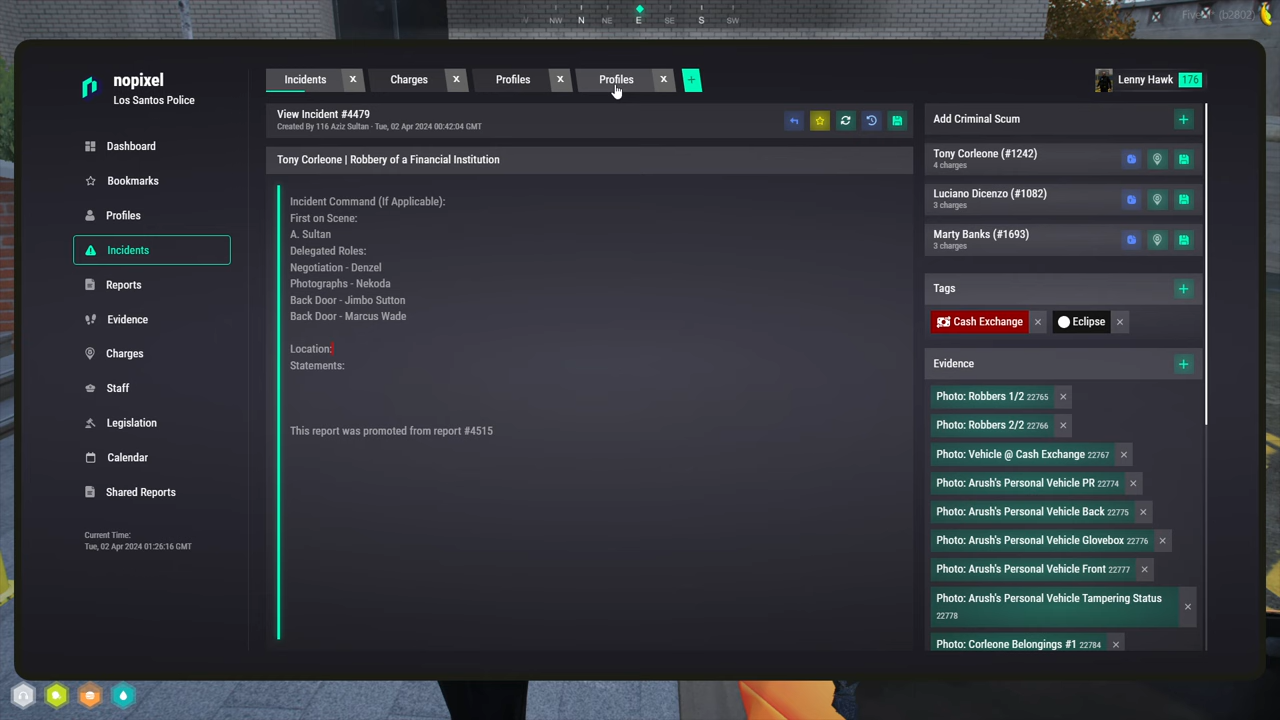 NW N NE E SE S SW
nopixel
Los Santos Police
Incidents x Charges x Profiles x Profiles x +
Lenny Hawk 176
Dashboard
Bookmarks
Profiles
Incidents
Reports
Evidence
Charges
Staff
Legislation
Calendar
Shared Reports
Current Time:
Tue, 02 Apr 2024 01:26:16 GMT
View Incident #4479
Created By 116 Aziz Sultan - Tue, 02 Apr 2024 00:42:04 GMT
Tony Corleone | Robbery of a Financial Institution
Incident Command (If Applicable):
First on Scene:
A. Sultan
Delegated Roles:
Negotiation - Denzel
Photographs - Nekoda
Back Door - Jimbo Sutton
Back Door - Marcus Wade
Location:
Statements:
This report was promoted from report #4515
Add Criminal Scum +
Tony Corleone (#1242)
4 charges
Luciano Dicenzo (#1082)
3 charges
Marty Banks (#1693)
3 charges
Tags +
Cash Exchange × Eclipse ×
Evidence +
Photo: Robbers 1/2 22765 ×
Photo: Robbers 2/2 22766 ×
Photo: Vehicle @ Cash Exchange 22767 ×
Photo: Arush's Personal Vehicle PR 22774 ×
Photo: Arush's Personal Vehicle Back 22775 ×
Photo: Arush's Personal Vehicle Glovebox 22776 ×
Photo: Arush's Personal Vehicle Front 22777 ×
Photo: Arush's Personal Vehicle Tampering Status
22778 ×
Photo: Corleone Belongings #1 22784 ×